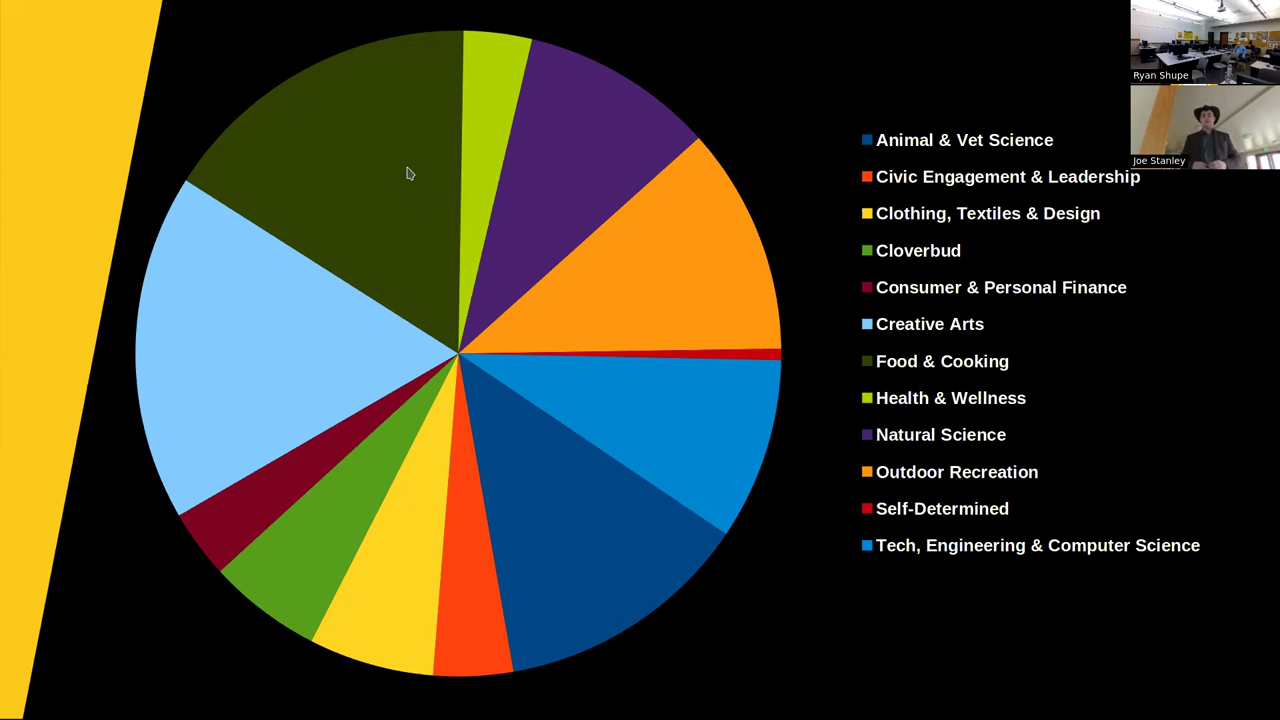 Ryan Shupe
Joe Stanley
Animal & Vet Science
Civic Engagement & Leadership
Clothing, Textiles & Design
Cloverbud
Consumer & Personal Finance
Creative Arts
Food & Cooking
Health & Wellness
Natural Science
Outdoor Recreation
Self-Determined
Tech, Engineering & Computer Science